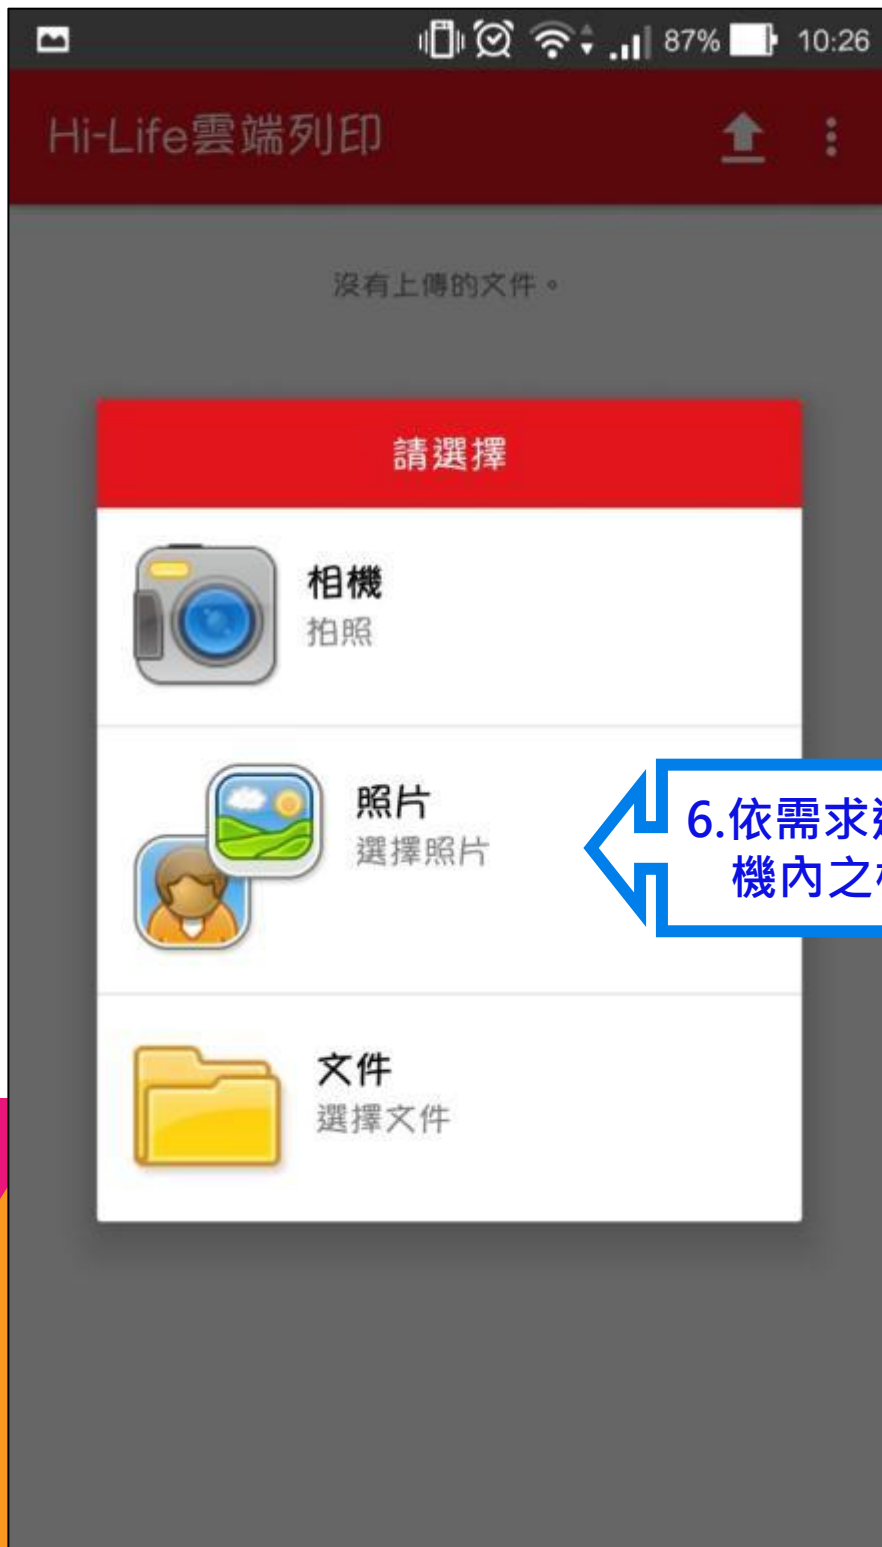 87% 10:26
Hi-Life雲端列印
沒有上傳的文件。
請選擇
相機
拍照
照片
選擇照片
6.依需求
機內之
文件
選擇文件